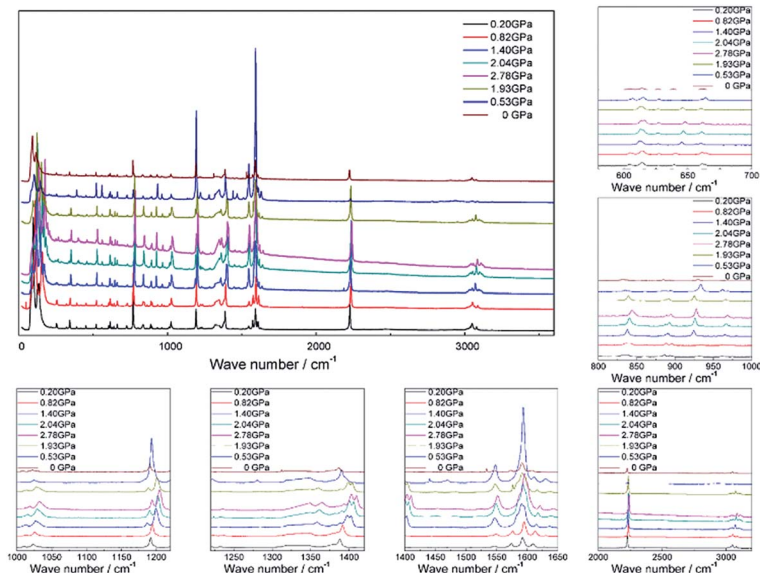 0.20GPa
0.82GPa
1.40GPa
2.04GPa
2.78GPa
1.93GPa
0.53GPa
0 GPa
0 1000 2000 3000
Wave number / cm⁻¹
0.20GPa
0.82GPa
1.40GPa
2.04GPa
2.78GPa
1.93GPa
0.53GPa
0 GPa
600 620 640 660 680 700
Wave number / cm⁻¹
0.20GPa
0.82GPa
1.40GPa
2.04GPa
2.78GPa
1.93GPa
0.53GPa
0 GPa
800 850 900 950 1000
Wave number / cm⁻¹
0.20GPa
0.82GPa
1.40GPa
2.04GPa
2.78GPa
1.93GPa
0.53GPa
0 GPa
1000 1050 1100 1150 1200
Wave number / cm⁻¹
0.20GPa
0.82GPa
1.40GPa
2.04GPa
2.78GPa
1.93GPa
0.53GPa
0 GPa
1250 1300 1350 1400
Wave number / cm⁻¹
0.20GPa
0.82GPa
1.40GPa
2.04GPa
2.78GPa
1.93GPa
0.53GPa
0 GPa
1400 1450 1500 1550 1600 1650
Wave number / cm⁻¹
0.20GPa
0.82GPa
1.40GPa
2.04GPa
2.78GPa
1.93GPa
0.53GPa
0 GPa
2000 2200 3000
Wave number / cm⁻¹